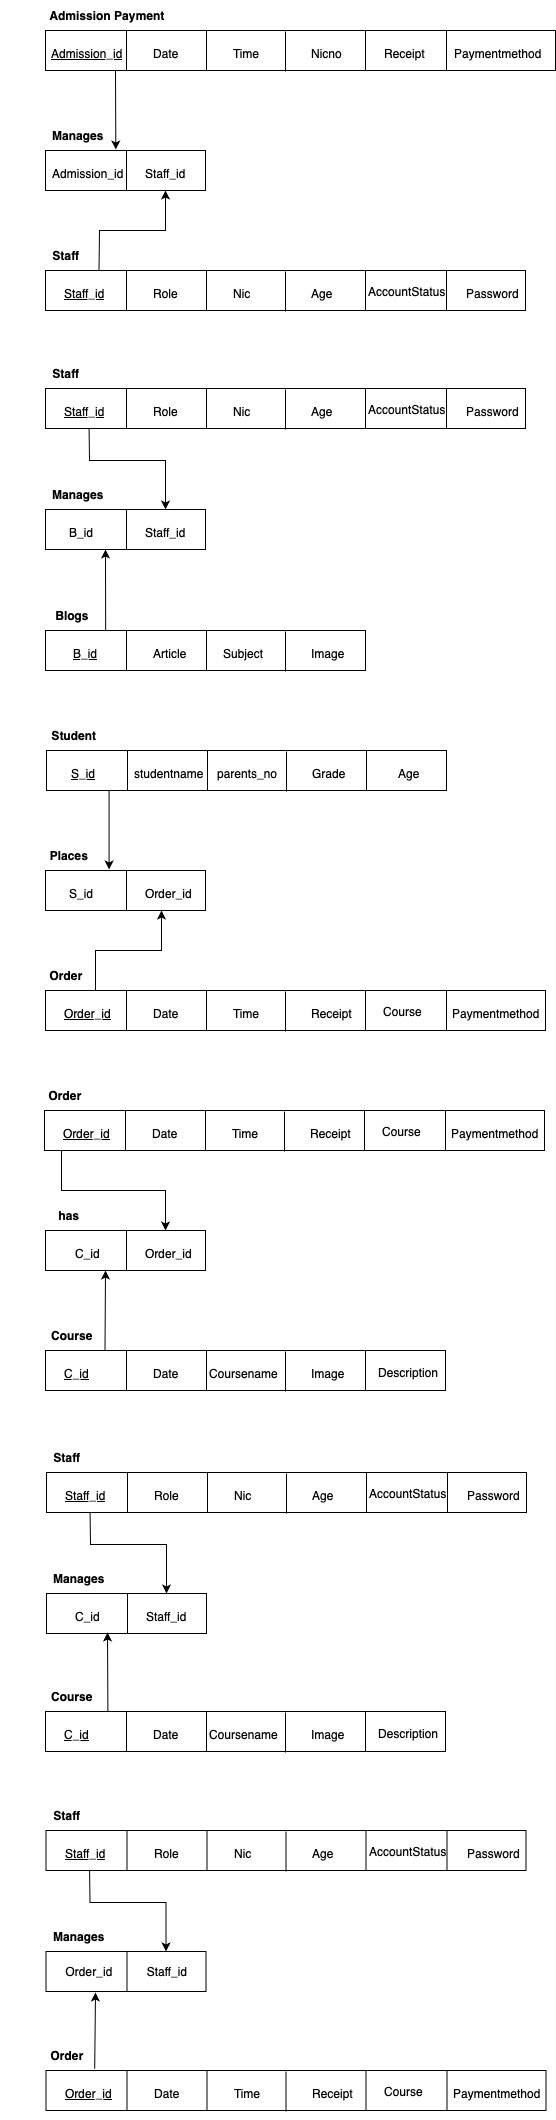 Admission Payment
Admission_id Date Time Nicno Receipt Paymentmethod
Manages
Admission_id Staff_id
Staff
Staff_id Role Nic Age AccountStatus Password
Staff
Staff_id Role Nic Age AccountStatus Password
Manages
B_id Staff_id
Blogs
B_id Article Subject Image
Student
S_id studentname parents_no Grade Age
Places
S_id Order_id
Order
Order_id Date Time Receipt Course Paymentmethod
Order
Order_id Date Time Receipt Course Paymentmethod
has
C_id Order_id
Course
C_id Date Coursename Image Description
Staff
Staff_id Role Nic Age AccountStatus Password
Manages
C_id Staff_id
Course
C_id Date Coursename Image Description
Staff
Staff_id Role Nic Age AccountStatus Password
Manages
Order_id Staff_id
Order
Order_id Date Time Receipt Course Paymentmethod